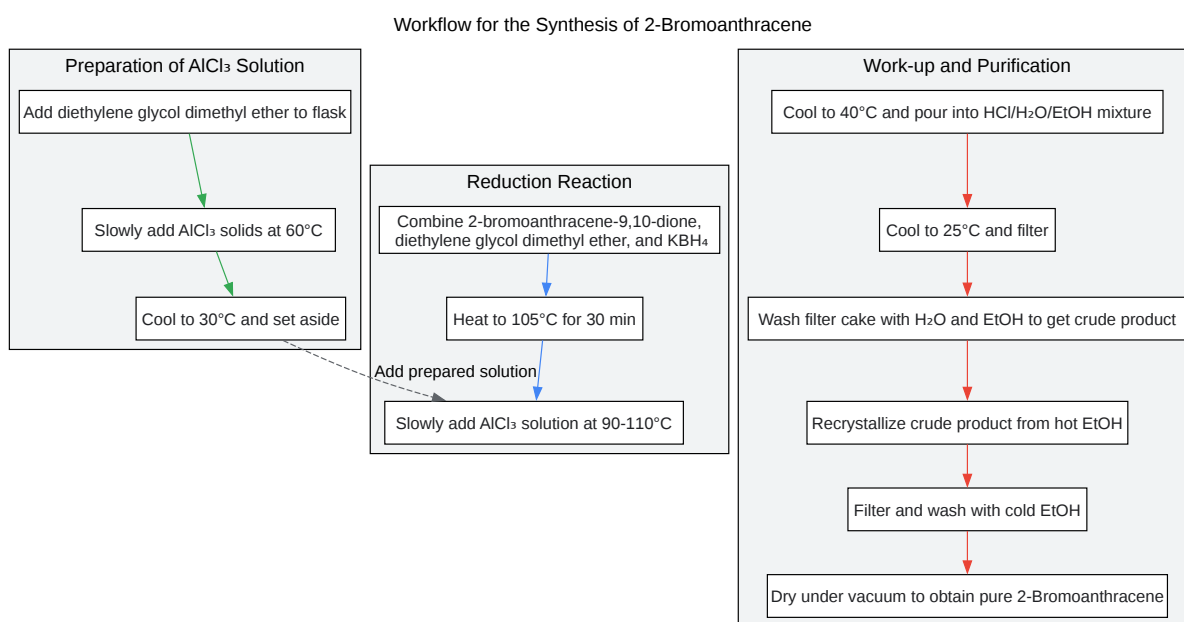 Workflow for the Synthesis of 2-Bromoanthracene
Preparation of AlCl₃ Solution
Add diethylene glycol dimethyl ether to flask
Slowly add AlCl₃ solids at 60°C
Cool to 30°C and set aside
Reduction Reaction
Combine 2-bromoanthracene-9,10-dione,
diethylene glycol dimethyl ether, and KBH₄
Heat to 105°C for 30 min
Add prepared solution
Slowly add AlCl₃ solution at 90-110°C
Work-up and Purification
Cool to 40°C and pour into HCl/H₂O/EtOH mixture
Cool to 25°C and filter
Wash filter cake with H₂O and EtOH to get crude product
Recrystallize crude product from hot EtOH
Filter and wash with cold EtOH
Dry under vacuum to obtain pure 2-Bromoanthracene